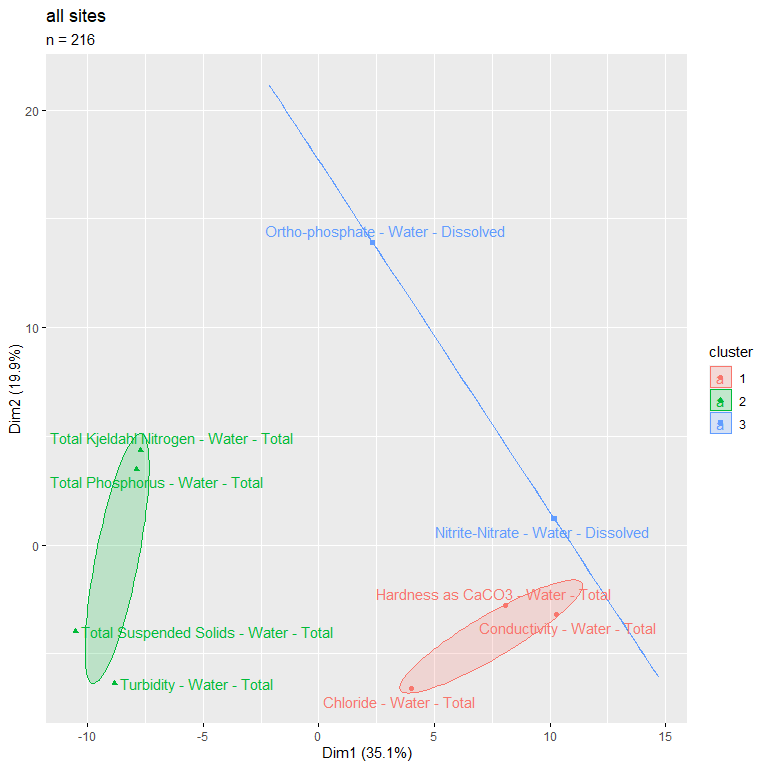 all sites
n = 216
20
Ortho-phosphate - Water - Dissolved
10
cluster
1
2
3
Dim2 (19.9%)
Total Kjeldahl Nitrogen - Water - Total
Total Phosphorus - Water - Total
0
Nitrite-Nitrate - Water - Dissolved
Hardness as CaCO3 - Water - Total
Conductivity - Water - Total
Total Suspended Solids - Water - Total
Turbidity - Water - Total
Chloride - Water - Total
-10 -5 0 5 10 15
Dim1 (35.1%)